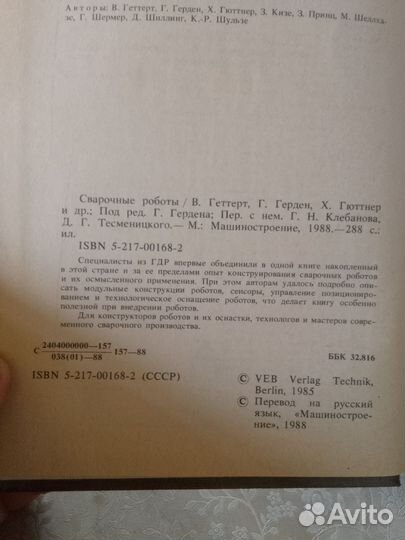 Авторы: В. Геттерт, Г. Герден, Х. Гюттнер, З. Кизе, З. Принц, М. Шеллха-
зе, Г. Шермер, Д. Шиллинг, К.-Р. Шульзе
Сварочные роботы / В. Геттерт, Г. Герден, Х. Гюттнер
и др.; Под ред. Г. Гердена; Пер. с нем. Г. Н. Клебанова,
Д. Г. Тесменицкого. — М.: Машиностроение, 1988.—288 с.:
ил.
ISBN 5-217-00168-2
Специалисты из ГДР впервые объединили в одной книге накопленный
в этой стране и за ее пределами опыт конструирования сварочных роботов
и их осмысленного применения. При этом авторам удалось подробно опи-
сать модульные конструкции роботов, сенсоры, управление позициониро-
ванием и технологическое оснащение роботов, что делает книгу особенно
полезной при внедрении роботов.
Для конструкторов роботов и их оснастки, технологов и мастеров совре-
менного сварочного производства.
С 2404000000—157
038(01)—88 157—88
ББК 32.816
ISBN 5-217-00168-2 (СССР)
© VEB Verlag Technik,
Berlin, 1985
© Перевод на русский
язык, «Машинострое-
ние», 1988
Avito